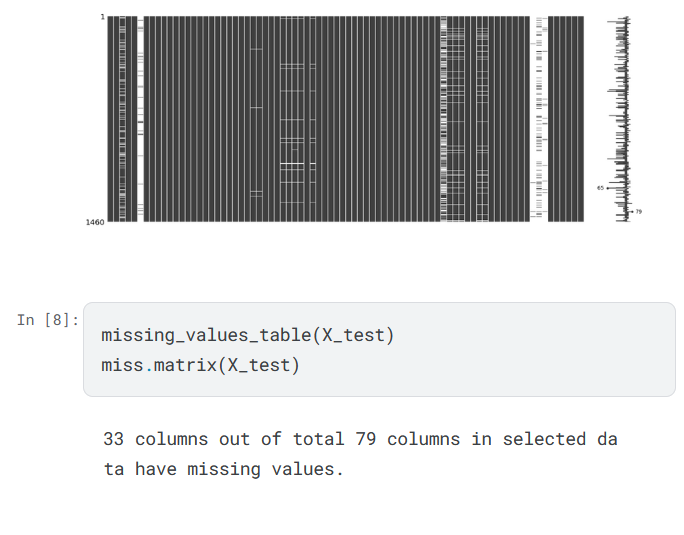 1
65
79
1460
In [8]:
missing_values_table(X_test)
miss.matrix(X_test)
33 columns out of total 79 columns in selected da
ta have missing values.